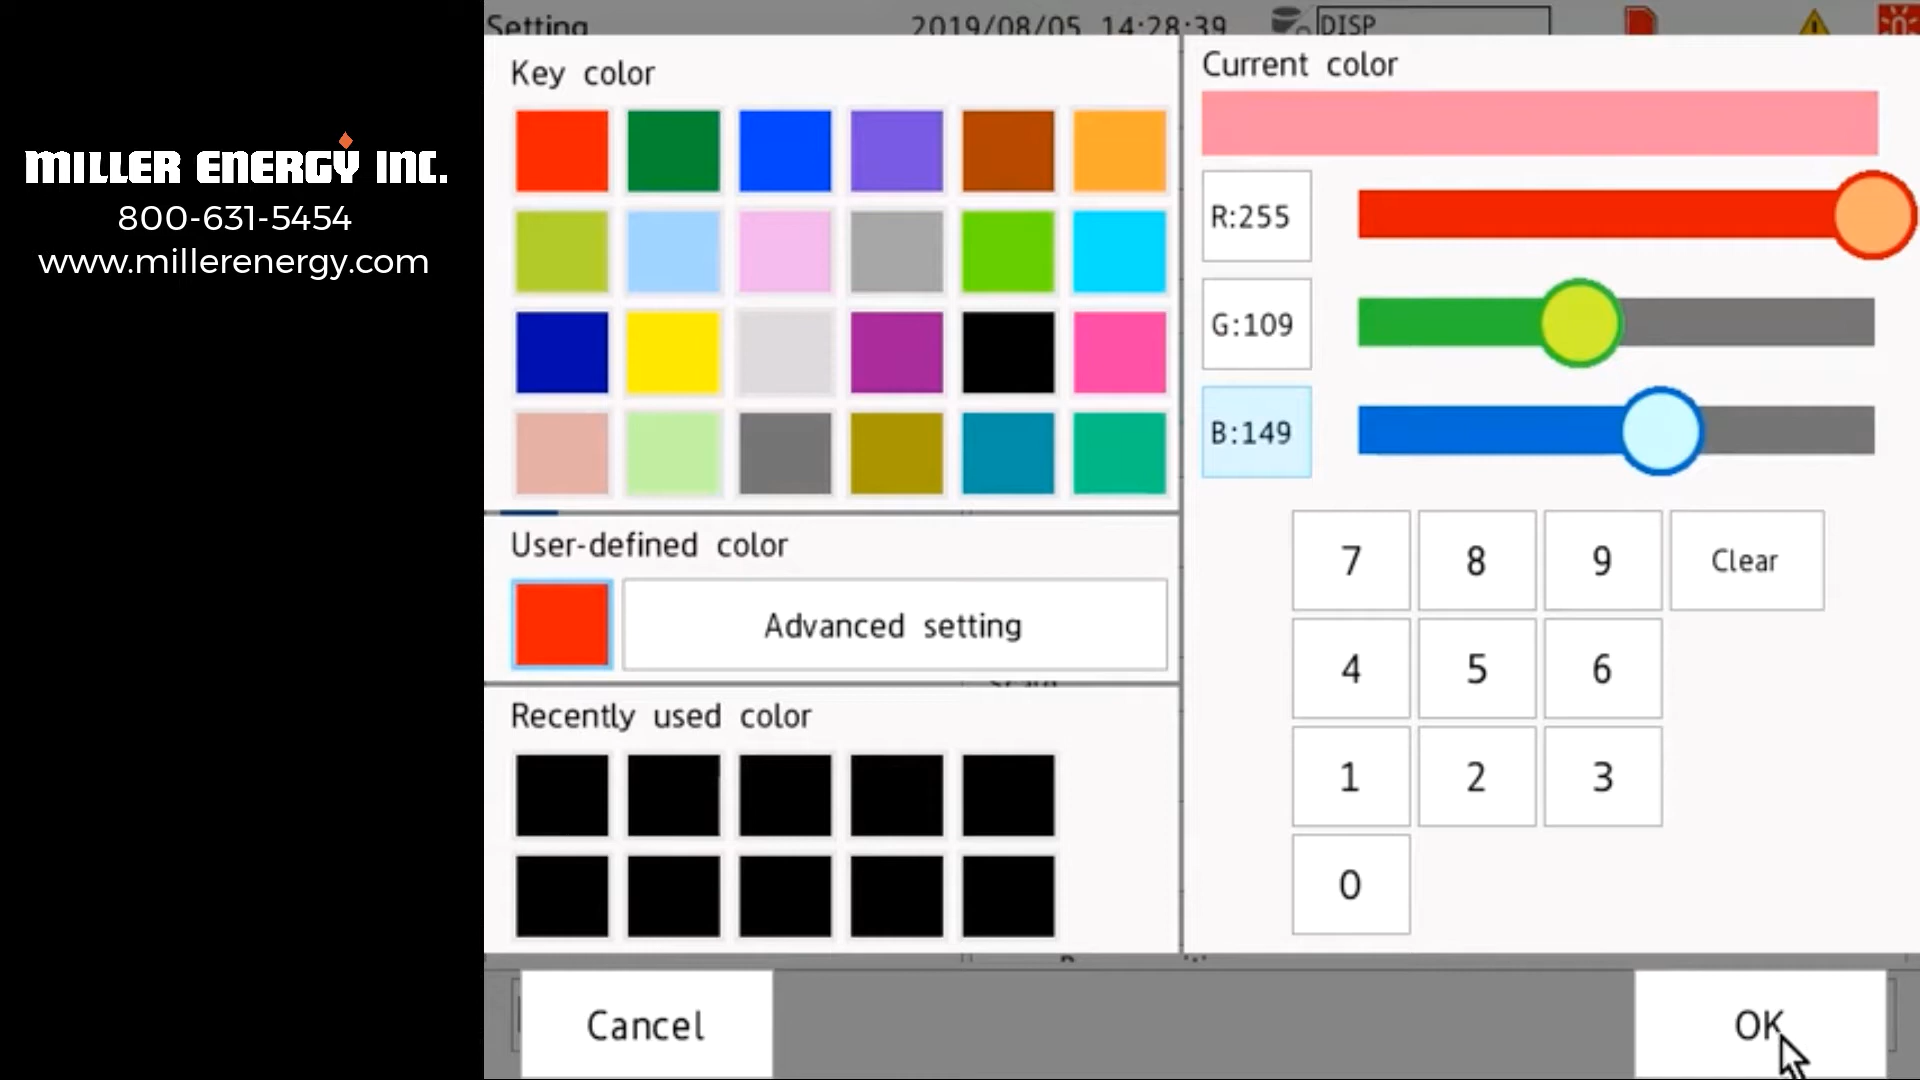 MILLER ENERGY INC.
800-631-5454
www.millerenergy.com
Setting 2019/08/05 14:28:39 DISP
Key color
Current color
R:255
G:109
B:149
7 8 9 Clear
4 5 6
1 2 3
0
User-defined color
Advanced setting
Recently used color
Cancel
OK